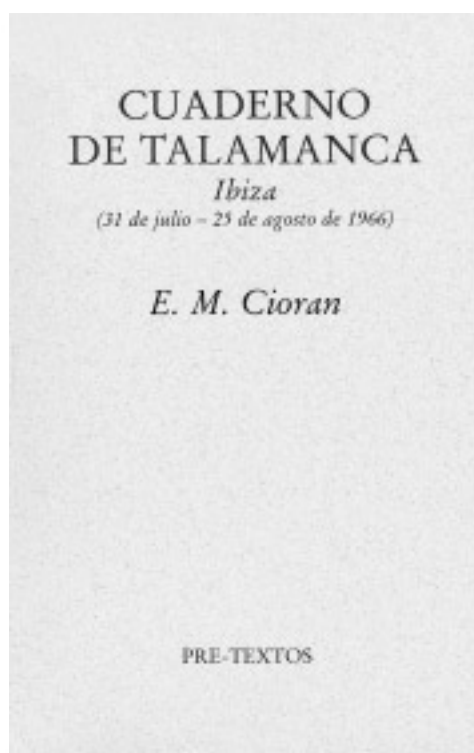 CUADERNO
DE TALAMANCA
Ibiza
(31 de julio – 25 de agosto de 1966)
E. M. Cioran
PRE-TEXTOS